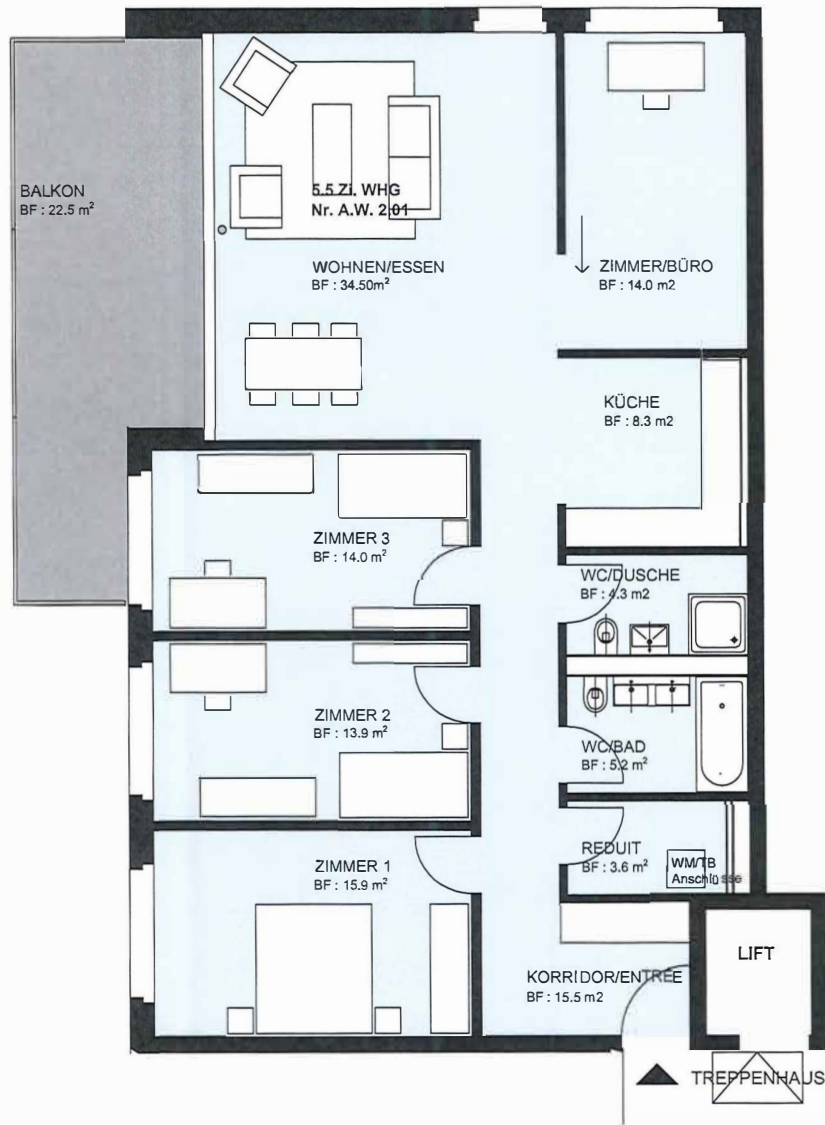 BALKON
BF : 22.5 m²
5.5 Zi. WHG
Nr. A.W. 2.01
WOHNEN/ESSEN
BF : 34.50m²
ZIMMER/BÜRO
BF : 14.0 m2
KÜCHE
BF : 8.3 m2
ZIMMER 3
BF : 14.0 m²
WC/DUSCHE
BF : 4.3 m2
ZIMMER 2
BF : 13.9 m²
WC/BAD
BF : 5.2 m²
ZIMMER 1
BF : 15.9 m²
REDUIT
BF : 3.6 m²
WM/TB
Anschlüsse
KORRIDOR/ENTREE
BF : 15.5 m2
LIFT
TREPPENHAUS